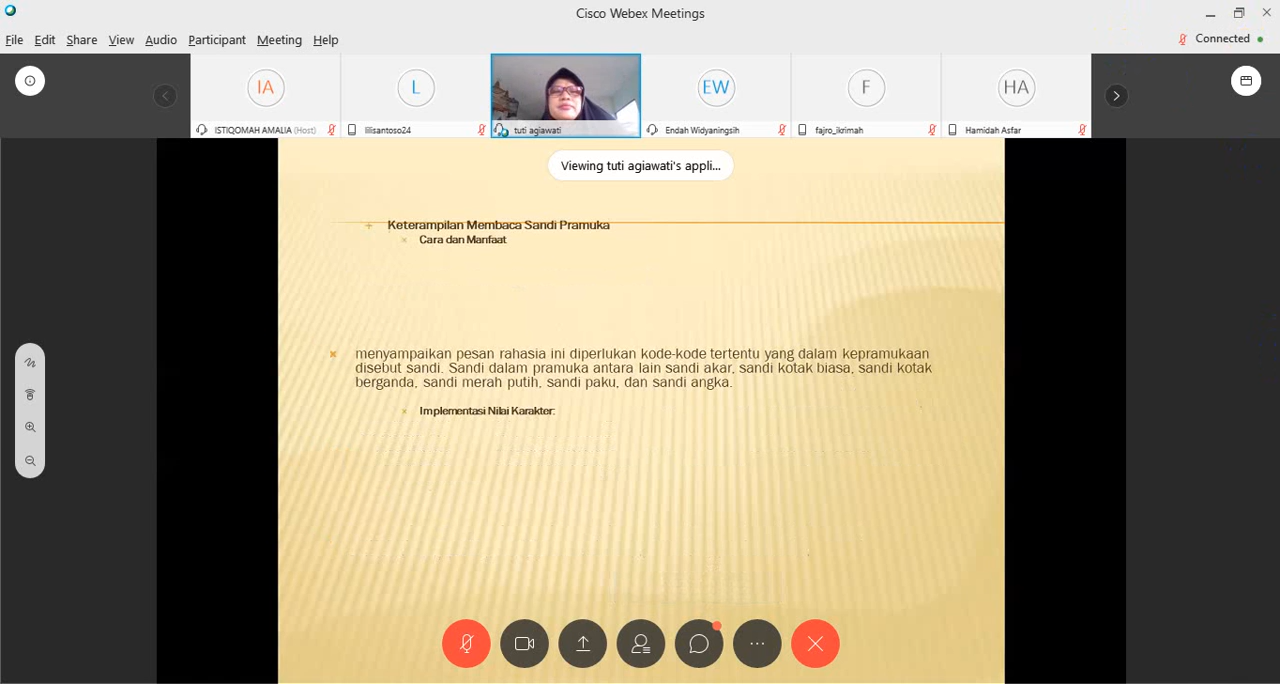 Cisco Webex Meetings
File Edit Share View Audio Participant Meeting Help
Connected
IA
L
EW
F
HA
ISTIQOMAH AMALIA (Host)
lilisantoso24
tuti agiawati
Endah Widyaningsih
fajro_ikrimah
Hamidah Asfar
Viewing tuti agiawati's appli...
Keterampilan Membaca Sandi Pramuka
Cara dan Manfaat
menyampaikan pesan rahasia ini diperlukan kode-kode tertentu yang dalam kepramukaan
disebut sandi. Sandi dalam pramuka antara lain sandi akar, sandi kotak biasa, sandi kotak
berganda, sandi merah putih, sandi paku, dan sandi angka.
Implementasi Nilai Karakter: